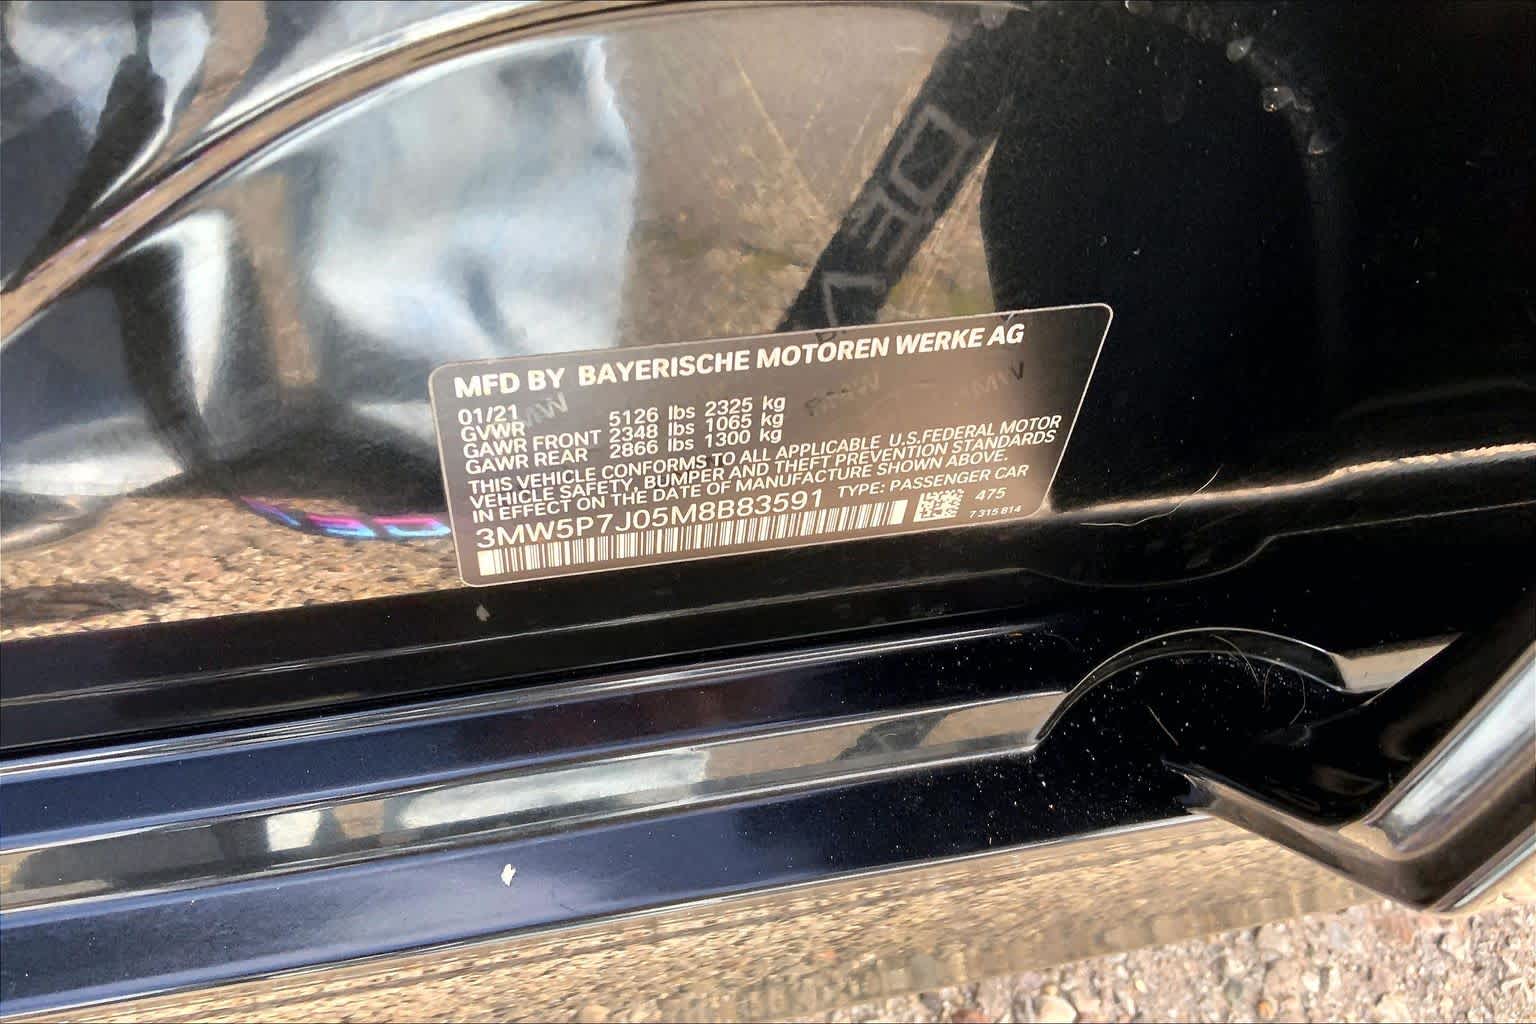 MFD BY BAYERISCHE MOTOREN WERKE AG
01/21
GVWR 5126 lbs 2325 kg
GAWR FRONT 2348 lbs 1065 kg
GAWR REAR 2866 lbs 1300 kg
THIS VEHICLE CONFORMS TO ALL APPLICABLE U.S.FEDERAL MOTOR
VEHICLE SAFETY, BUMPER AND THEFT PREVENTION STANDARDS
IN EFFECT ON THE DATE OF MANUFACTURE SHOWN ABOVE.
3MW5P7J05M8B83591 TYPE: PASSENGER CAR
475
7 315 814